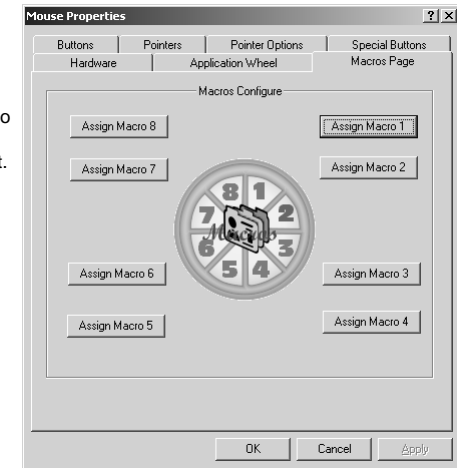 Mouse Properties ? ×
Buttons Pointers Pointer Options Special Buttons
Hardware Application Wheel Macros Page
Macros Configure
o
t.
Assign Macro 8 Assign Macro 1
Assign Macro 7 Assign Macro 2
8 1
7 2
Macros
6 3
5 4
Assign Macro 6 Assign Macro 3
Assign Macro 5 Assign Macro 4
OK Cancel Apply